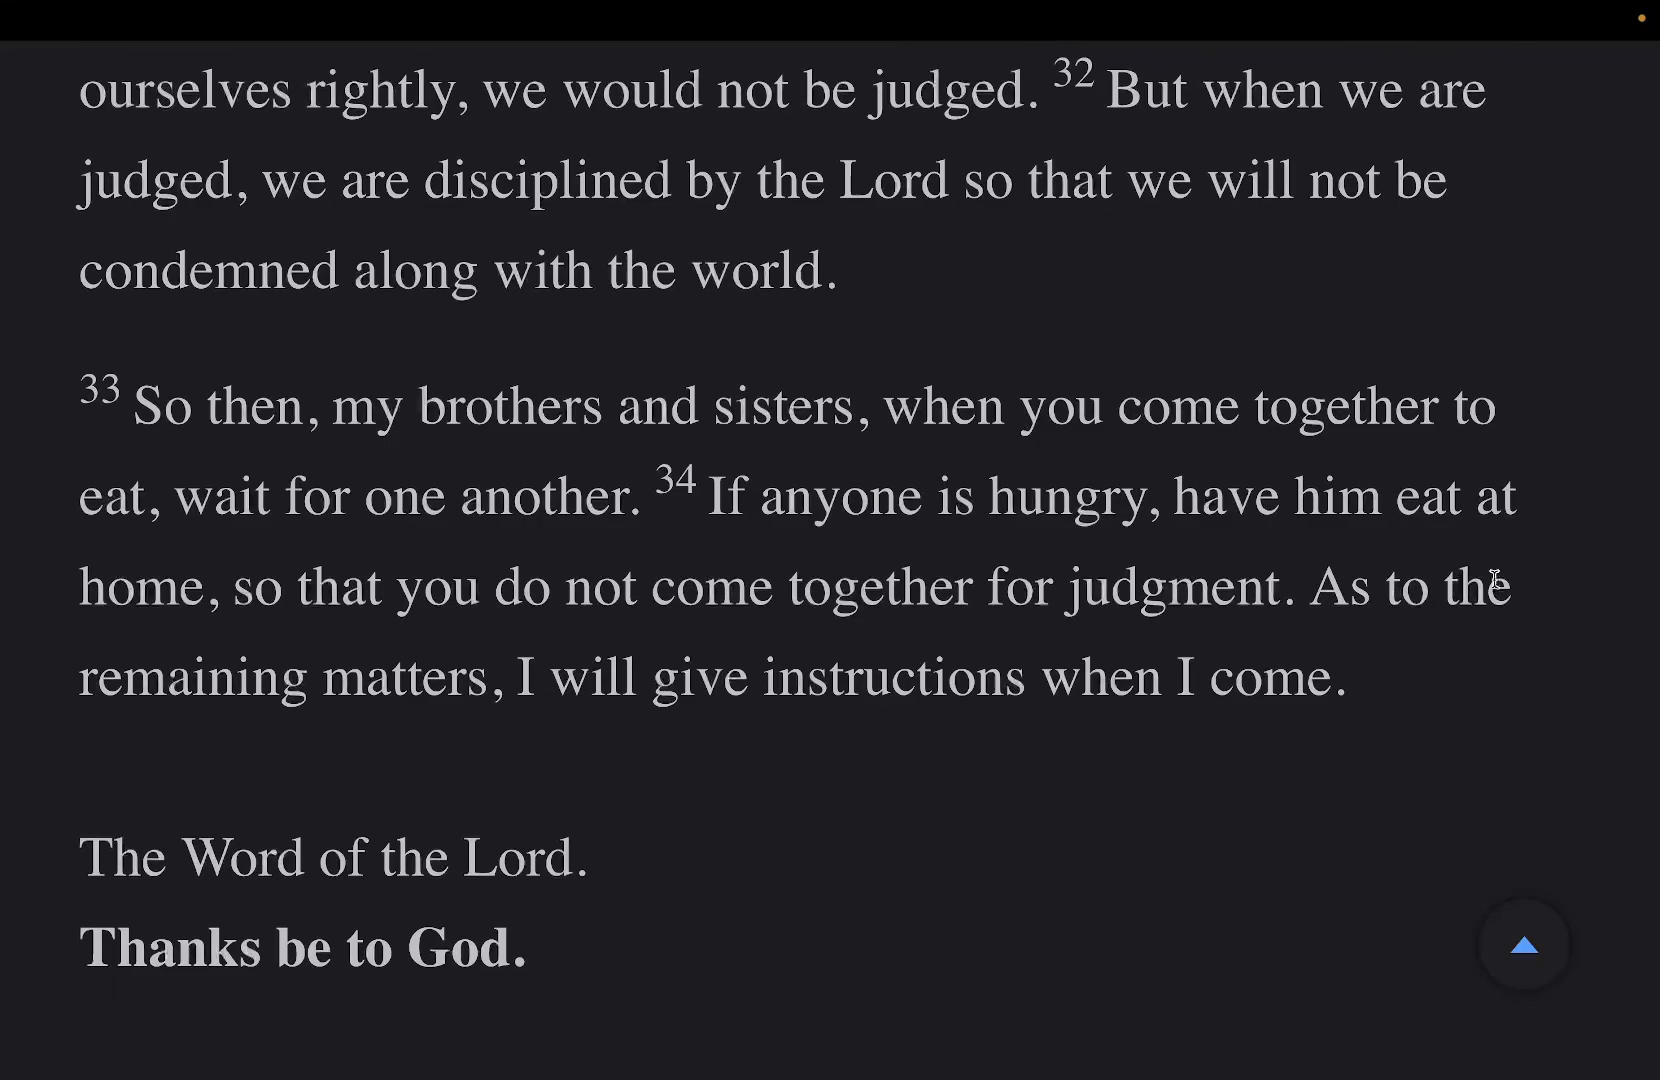 ourselves rightly, we would not be judged. 32 But when we are
judged, we are disciplined by the Lord so that we will not be
condemned along with the world.
33 So then, my brothers and sisters, when you come together to
eat, wait for one another. 34 If anyone is hungry, have him eat at
home, so that you do not come together for judgment. As to the
remaining matters, I will give instructions when I come.
The Word of the Lord.
Thanks be to God.